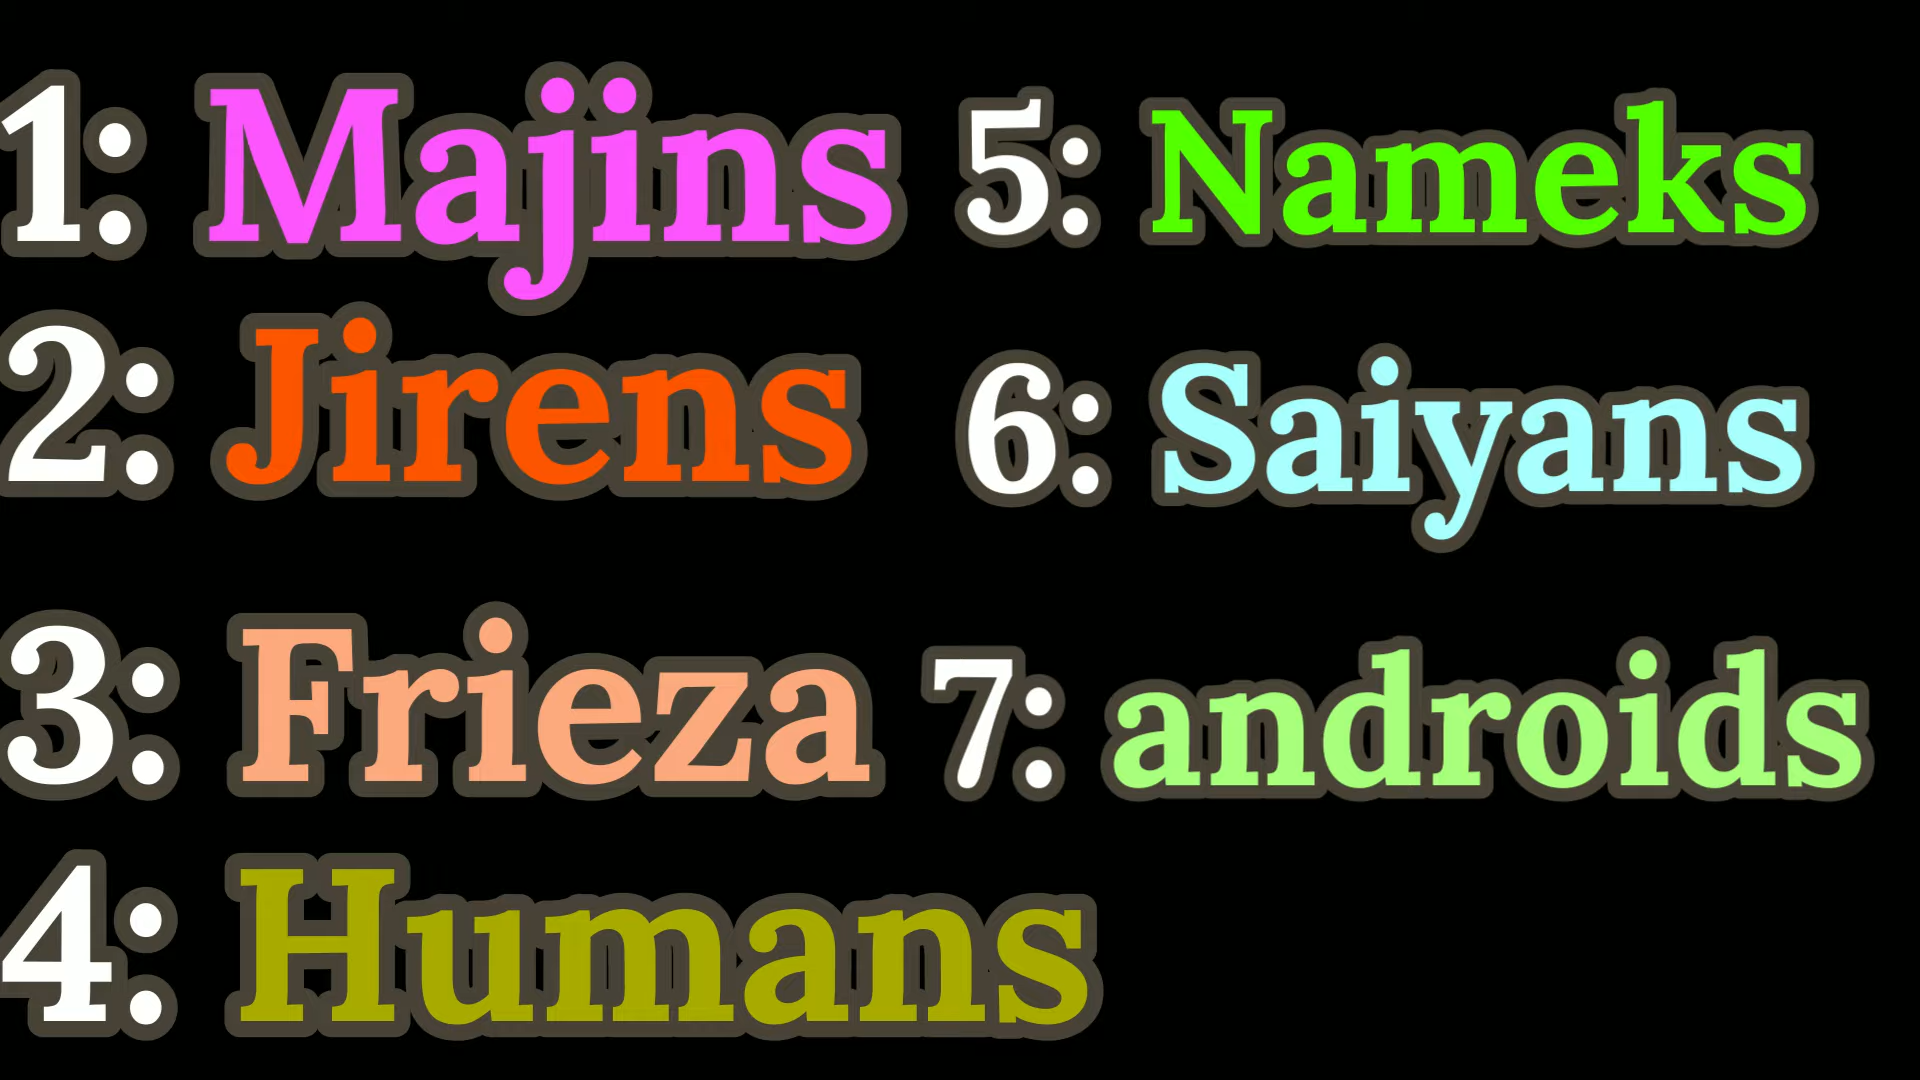 1: Majins
2: Jirens
3: Frieza
4: Humans
5: Nameks
6: Saiyans
7: androids